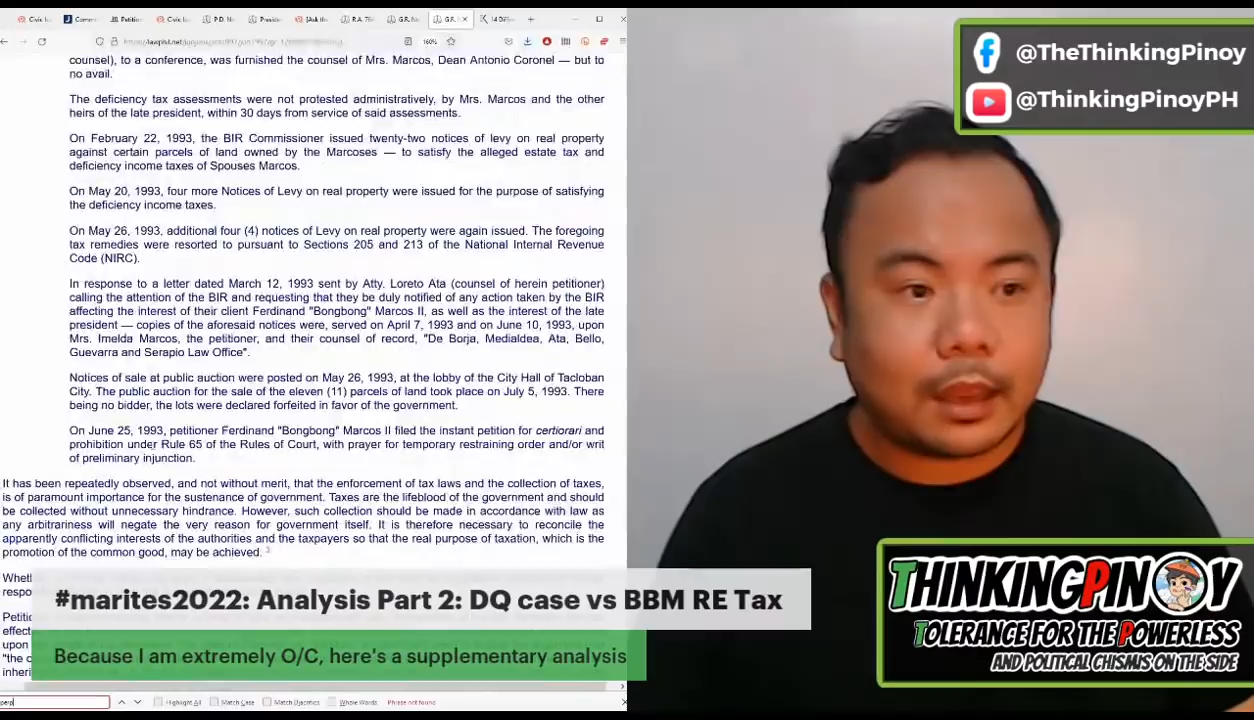 Civic
Comm
Petition
Civic
P.D. N
Presider
[Ask the
R.A. 78
G.R. No
G.R.
14 Differ
160%
counsel), to a conference, was furnished the counsel of Mrs. Marcos, Dean Antonio Coronel — but to
no avail.
The deficiency tax assessments were not protested administratively, by Mrs. Marcos and the other
heirs of the late president, within 30 days from service of said assessments.
On February 22, 1993, the BIR Commissioner issued twenty-two notices of levy on real property
against certain parcels of land owned by the Marcoses — to satisfy the alleged estate tax and
deficiency income taxes of Spouses Marcos.
On May 20, 1993, four more Notices of Levy on real property were issued for the purpose of satisfying
the deficiency income taxes.
On May 26, 1993, additional four (4) notices of Levy on real property were again issued. The foregoing
tax remedies were resorted to pursuant to Sections 205 and 213 of the National Internal Revenue
Code (NIRC).
In response to a letter dated March 12, 1993 sent by Atty. Loreto Ata (counsel of herein petitioner)
calling the attention of the BIR and requesting that they be duly notified of any action taken by the BIR
affecting the interest of their client Ferdinand "Bongbong" Marcos II, as well as the interest of the late
president — copies of the aforesaid notices were, served on April 7, 1993 and on June 10, 1993, upon
Mrs. Imelda Marcos, the petitioner, and their counsel of record, "De Borja, Medialdea, Ata, Bello,
Guevarra and Serapio Law Office".
Notices of sale at public auction were posted on May 26, 1993, at the lobby of the City Hall of Tacloban
City. The public auction for the sale of the eleven (11) parcels of land took place on July 5, 1993. There
being no bidder, the lots were declared forfeited in favor of the government.
On June 25, 1993, petitioner Ferdinand "Bongbong" Marcos II filed the instant petition for certiorari and
prohibition under Rule 65 of the Rules of Court, with prayer for temporary restraining order and/or writ
of preliminary injunction.
It has been repeatedly observed, and not without merit, that the enforcement of tax laws and the collection of taxes,
is of paramount importance for the sustenance of government. Taxes are the lifeblood of the government and should
be collected without unnecessary hindrance. However, such collection should be made in accordance with law as
any arbitrariness will negate the very reason for government itself. It is therefore necessary to reconcile the
apparently conflicting interests of the authorities and the taxpayers so that the real purpose of taxation, which is the
promotion of the common good, may be achieved. 3
Wheth
respo
Petitio
effect
upon
"the c
inheri
#marites2022: Analysis Part 2: DQ case vs BBM RE Tax
Because I am extremely O/C, here's a supplementary analysis
perp
Highlight All
Match Case
Match Diacritics
Whole Words
Phrase not found
@TheThinkingPinoy
@ThinkingPinoyPH
THINKINGPINOY
TOLERANCE FOR THE POWERLESS
AND POLITICAL CHISMIS ON THE SIDE